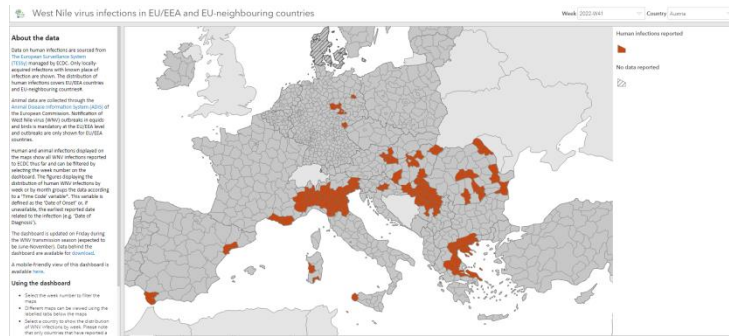 West Nile virus infections in EU/EEA and EU-neighbouring countries
Week 2022-W41
Country Austria
About the data
Data on human infections are sourced from
The European Surveillance System
(TESSy) managed by ECDC. Only locally
acquired infections with known place of
infection are shown. The distribution of
human infections covers EU/EEA countries
and EU-neighbouring countries.
Animal data are collected through the
Animal Disease Information System (ADIS) of
the European Commission. Notification of
West Nile virus (WNV) outbreaks in equids
and birds is mandatory at the EU/EEA level
and outbreaks are only shown for EU/EEA
countries.
Human and animal infections displayed on
the maps show all WNV infections reported
to ECDC thus far and can be filtered by
selecting the week number on the
dashboard. The figures displaying the
distribution of human WNV infections by
week or by month groups the data according
to a "Time Code variable". This variable is
defined as the 'Date of Onset' or, if
unavailable, the earliest reported date
related to the infection (e.g. 'Date of
Diagnosis').
The dashboard is updated on Friday during
the WNV transmission season (expected to
be June-November). Data behind the
dashboard are available for download.
A mobile-friendly view of this dashboard is
available here.
Using the dashboard
• Select the week number to filter the
maps
• Different maps can be viewed using the
labelled tabs below the maps
• Select a country to show the distribution
of WNV infections by week. Please note
that only countries that have reported a
Human infections reported
No data reported